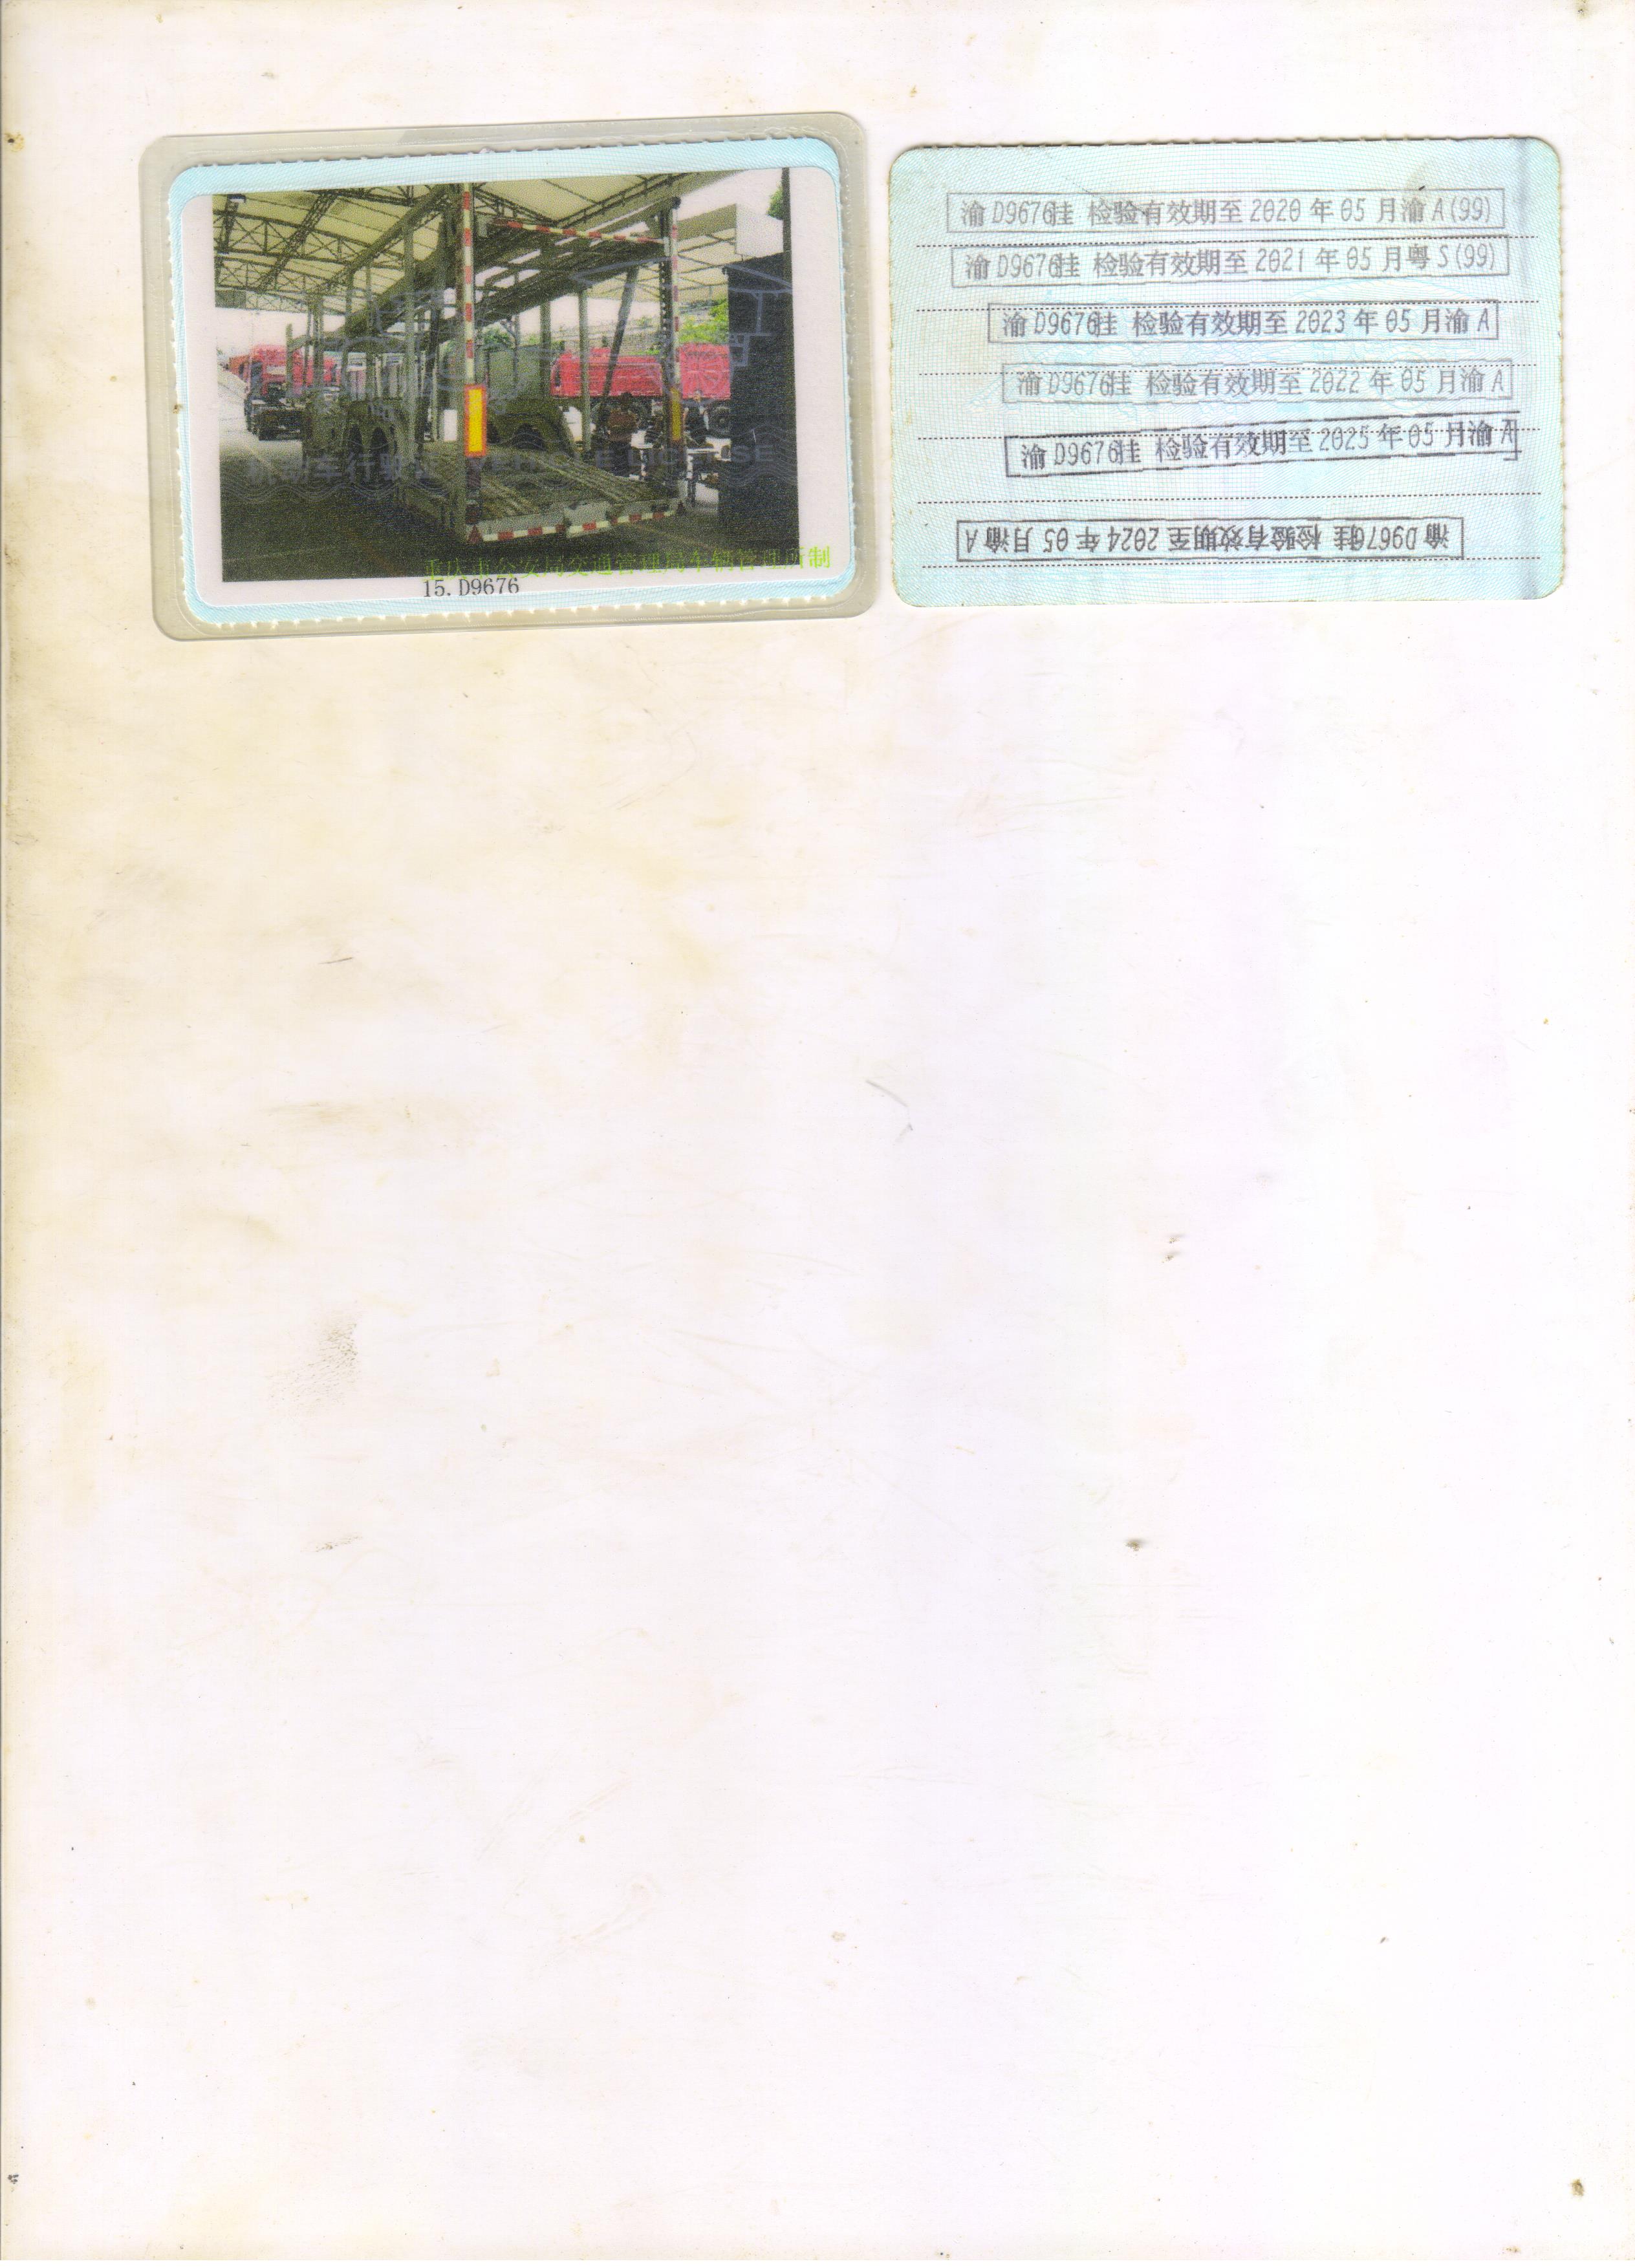 机动车行驶证 VEHICLE LICENSE
重庆市公安局交通管理局车辆管理所制
15.D9676
渝D9676挂 检验有效期至2020年05月渝A(99)
渝D9676挂 检验有效期至2021年05月粤S(99)
渝D9676挂 检验有效期至2023年05月渝A
渝D9676挂 检验有效期至2022年05月渝A
渝D9676挂 检验有效期至2025年05月渝A
渝D9676挂 检验有效期至2024年05月渝A